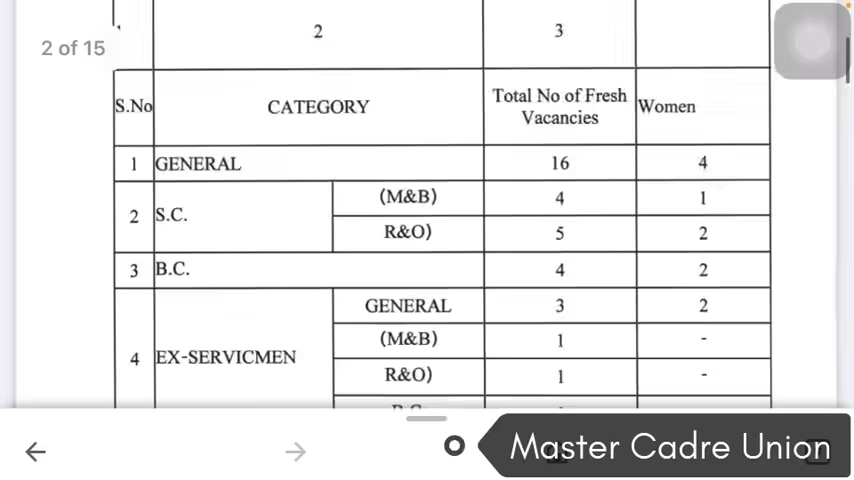 2 3
2 of 15
S.No CATEGORY Total No of Fresh Vacancies Women
1 GENERAL 16 4
2 S.C. (M&B) 4 1
R&O) 5 2
3 B.C. 4 2
4 EX-SERVICMEN GENERAL 3 2
(M&B) 1 -
R&O) 1 -
Master Cadre Union